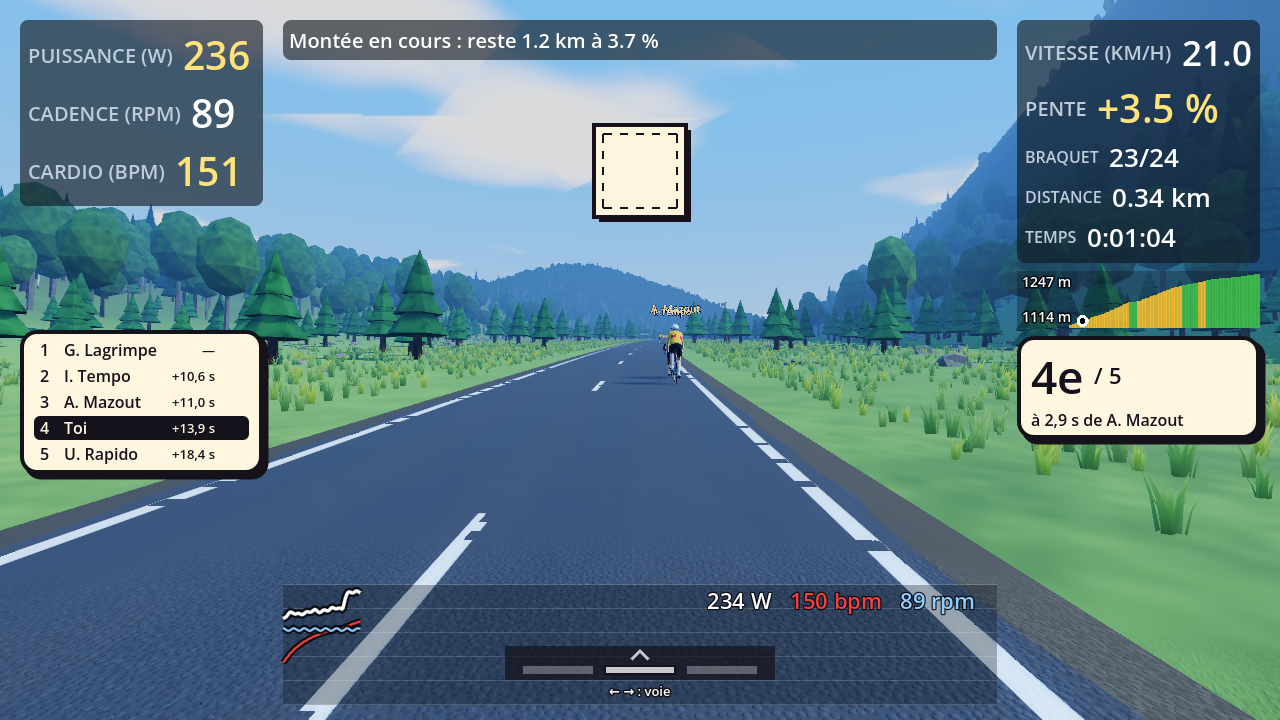 PUISSANCE (W) 236
CADENCE (RPM) 89
CARDIO (BPM) 151
Montée en cours : reste 1.2 km à 3.7 %
VITESSE (KM/H) 21.0
PENTE +3.5 %
BRAQUET 23/24
DISTANCE 0.34 km
TEMPS 0:01:04
1247 m
1114 m
A. Mazout
1 G. Lagrimpe —
2 I. Tempo +10,6 s
3 A. Mazout +11,0 s
4 Toi +13,9 s
5 U. Rapido +18,4 s
4e / 5
à 2,9 s de A. Mazout
234 W 150 bpm 89 rpm
← → : voie